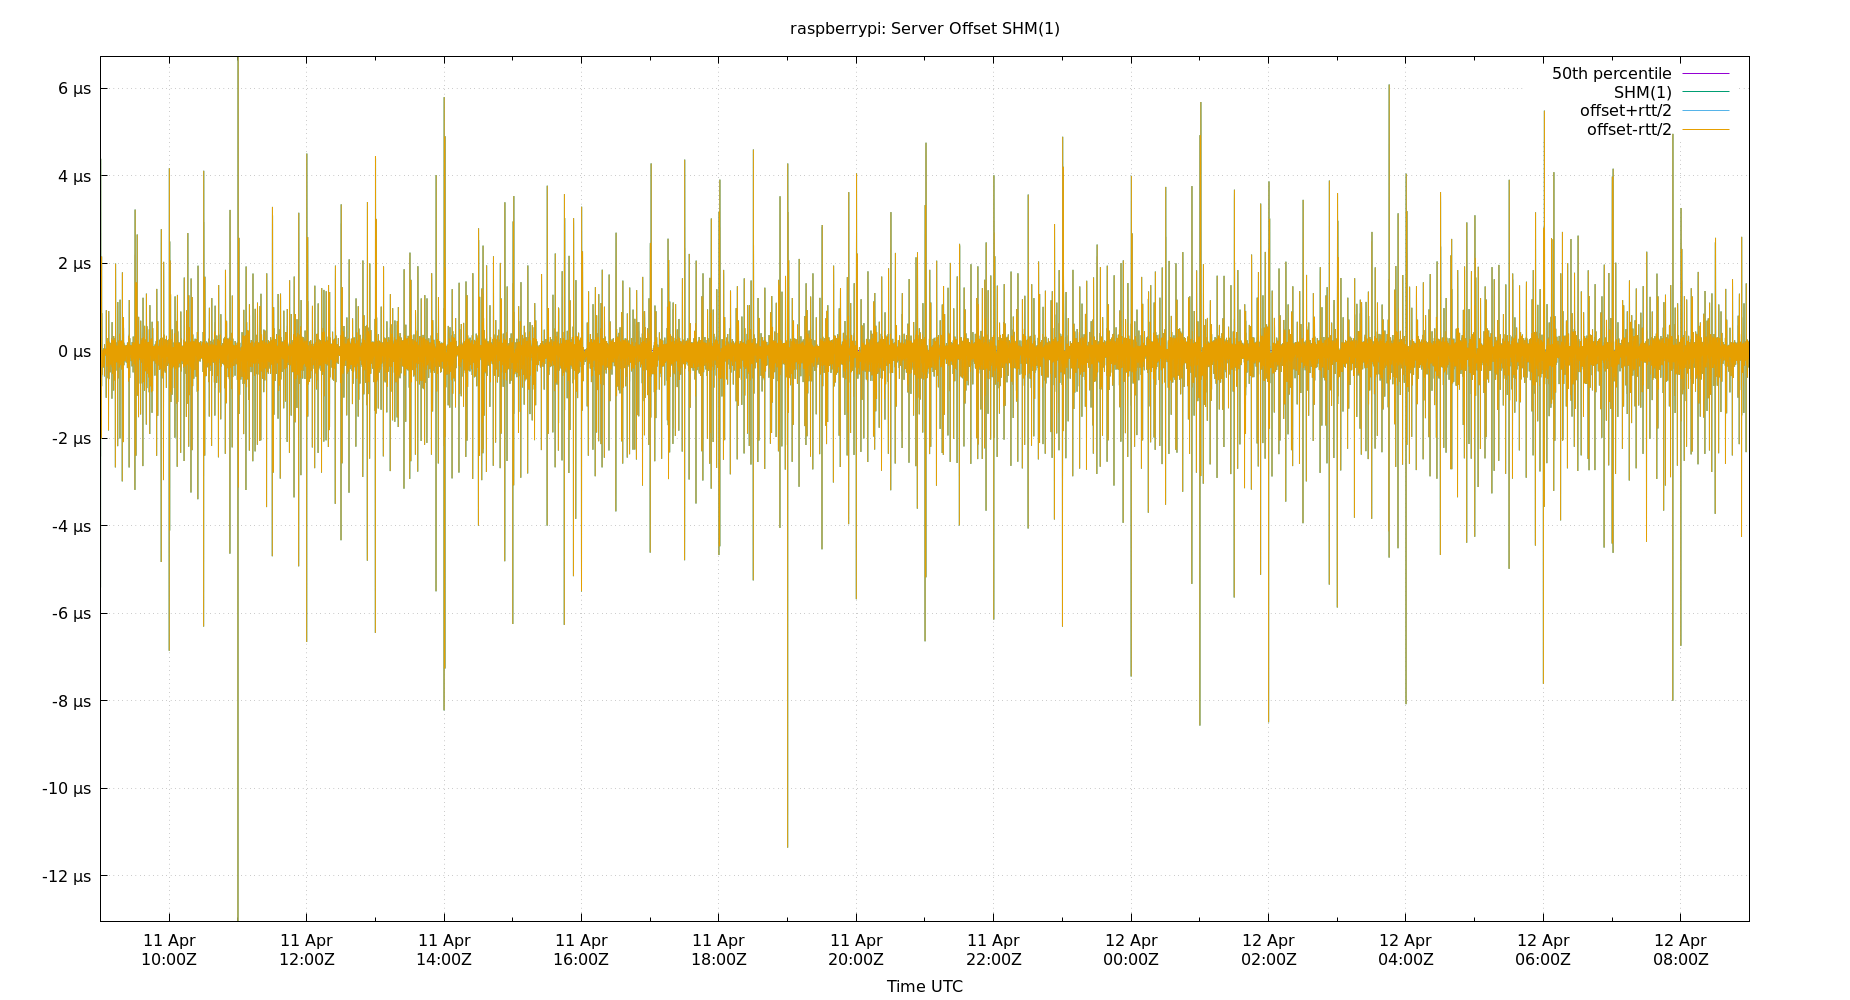 raspberrypi: Server Offset SHM(1)
50th percentile
SHM(1)
offset+rtt/2
offset-rtt/2
6 µs
4 µs
2 µs
0 µs
-2 µs
-4 µs
-6 µs
-8 µs
-10 µs
-12 µs
11 Apr 11 Apr 11 Apr 11 Apr 11 Apr 11 Apr 11 Apr 12 Apr 12 Apr 12 Apr 12 Apr 12 Apr
10:00Z 12:00Z 14:00Z 16:00Z 18:00Z 20:00Z 22:00Z 00:00Z 02:00Z 04:00Z 06:00Z 08:00Z
Time UTC